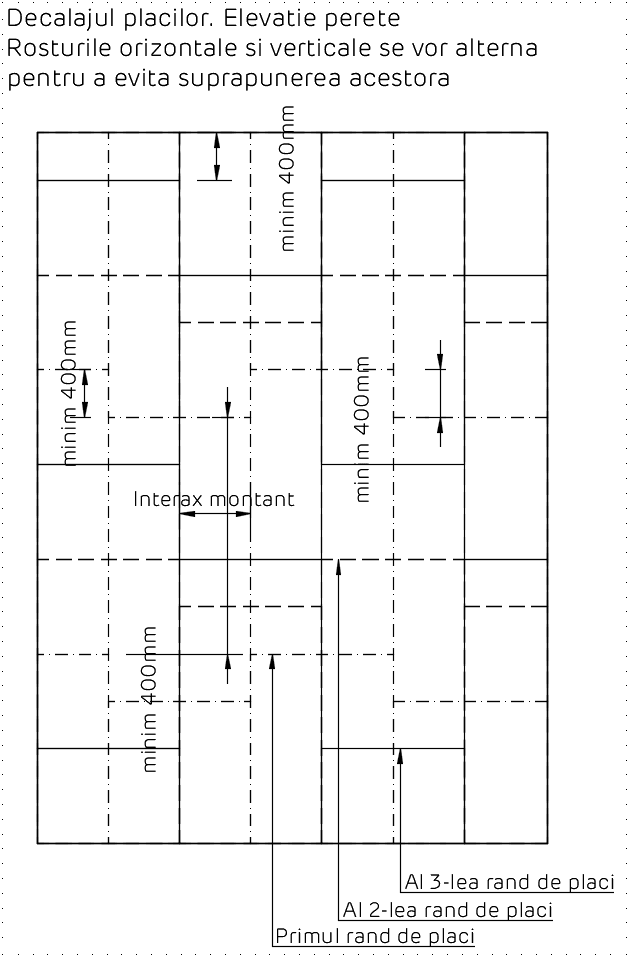 Decalajul placilor. Elevatie perete
Rosturile orizontale si verticale se vor alterna
pentru a evita suprapunerea acestora
minim 400mm
minim 400mm
minim 400mm
Interax montant
minim 400mm
Al 3-lea rand de placi
Al 2-lea rand de placi
Primul rand de placi